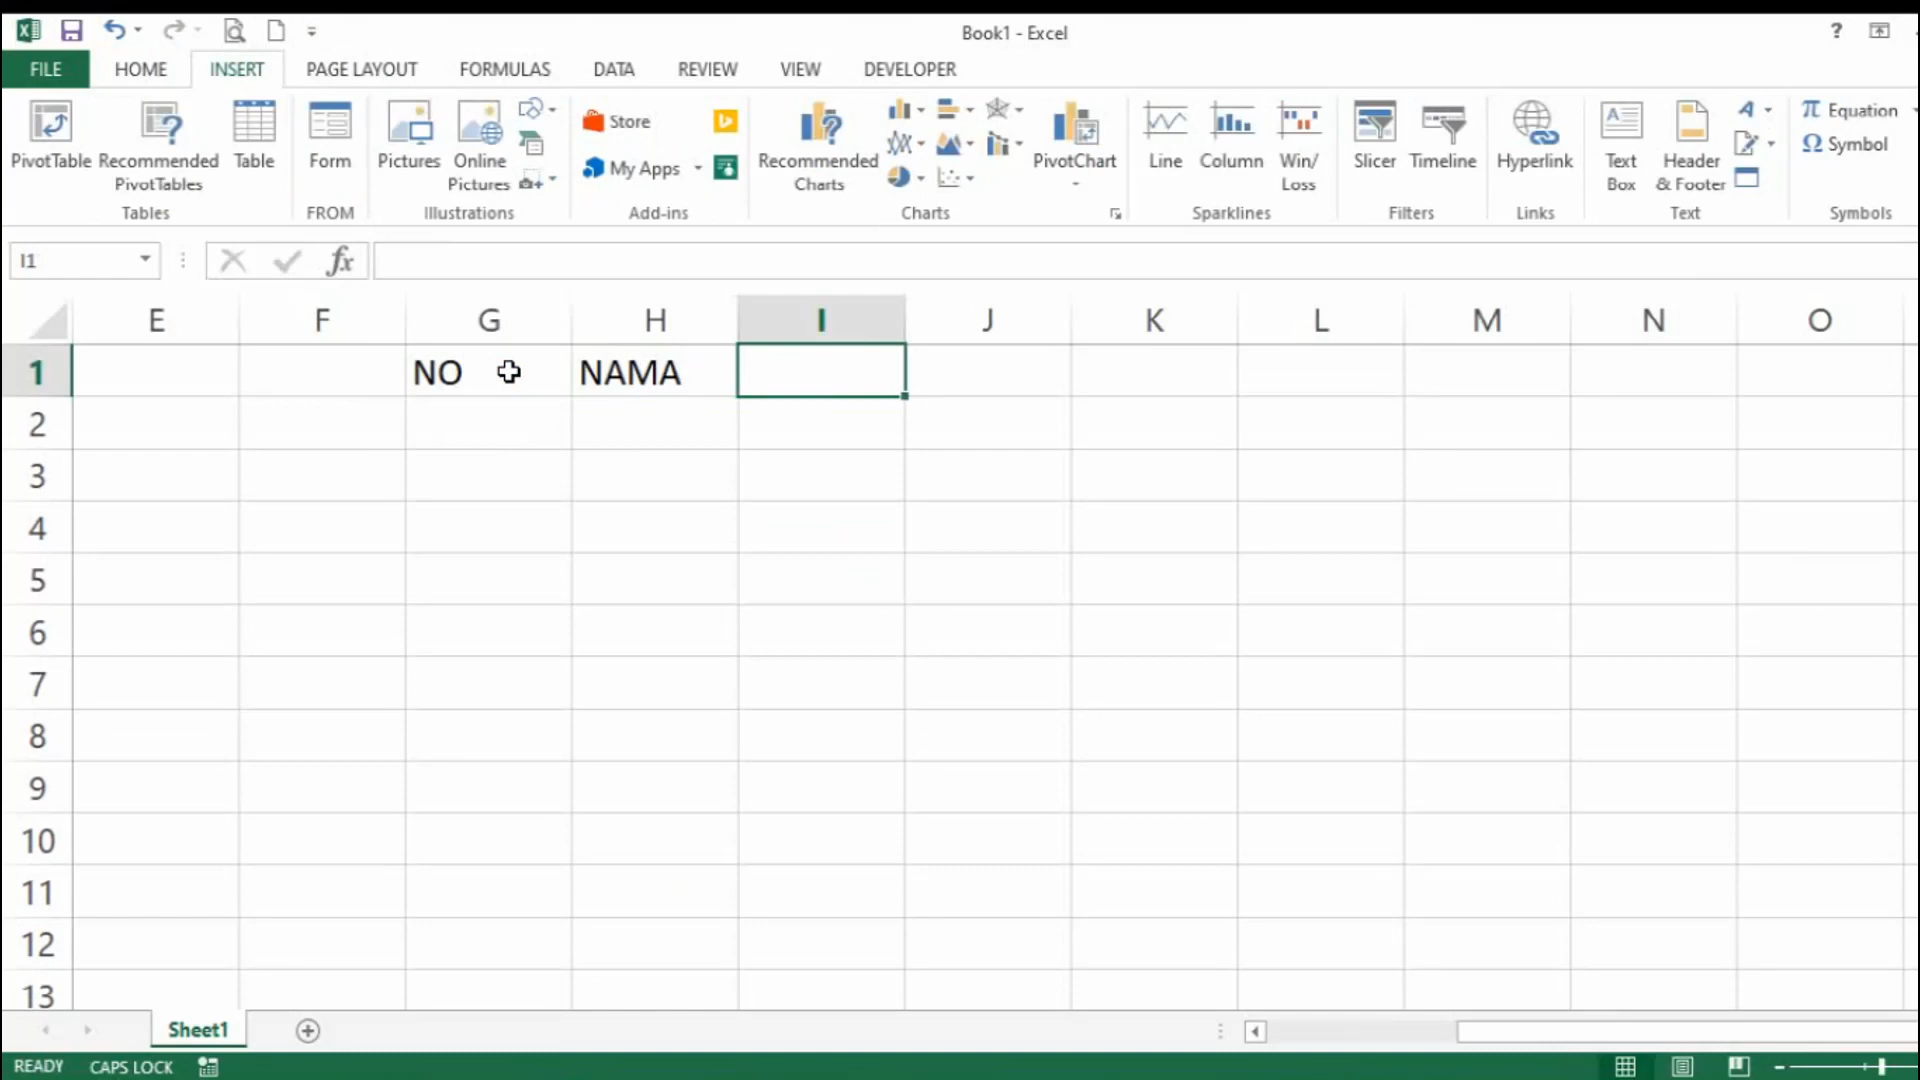 Book1 - Excel
?
FILE HOME INSERT PAGE LAYOUT FORMULAS DATA REVIEW VIEW DEVELOPER
PivotTable
Recommended
PivotTables
Table
Tables
Form
FROM
Pictures
Online
Pictures
Illustrations
Store
My Apps
Add-ins
Recommended
Charts
PivotChart
Charts
Line
Column
Win/
Loss
Sparklines
Slicer
Timeline
Filters
Hyperlink
Links
Text
Box
Header
& Footer
Text
π Equation
Ω Symbol
Symbols
I1
fx
E F G H I J K L M N O
1 NO NAMA
2
3
4
5
6
7
8
9
10
11
12
13
Sheet1
READY CAPS LOCK